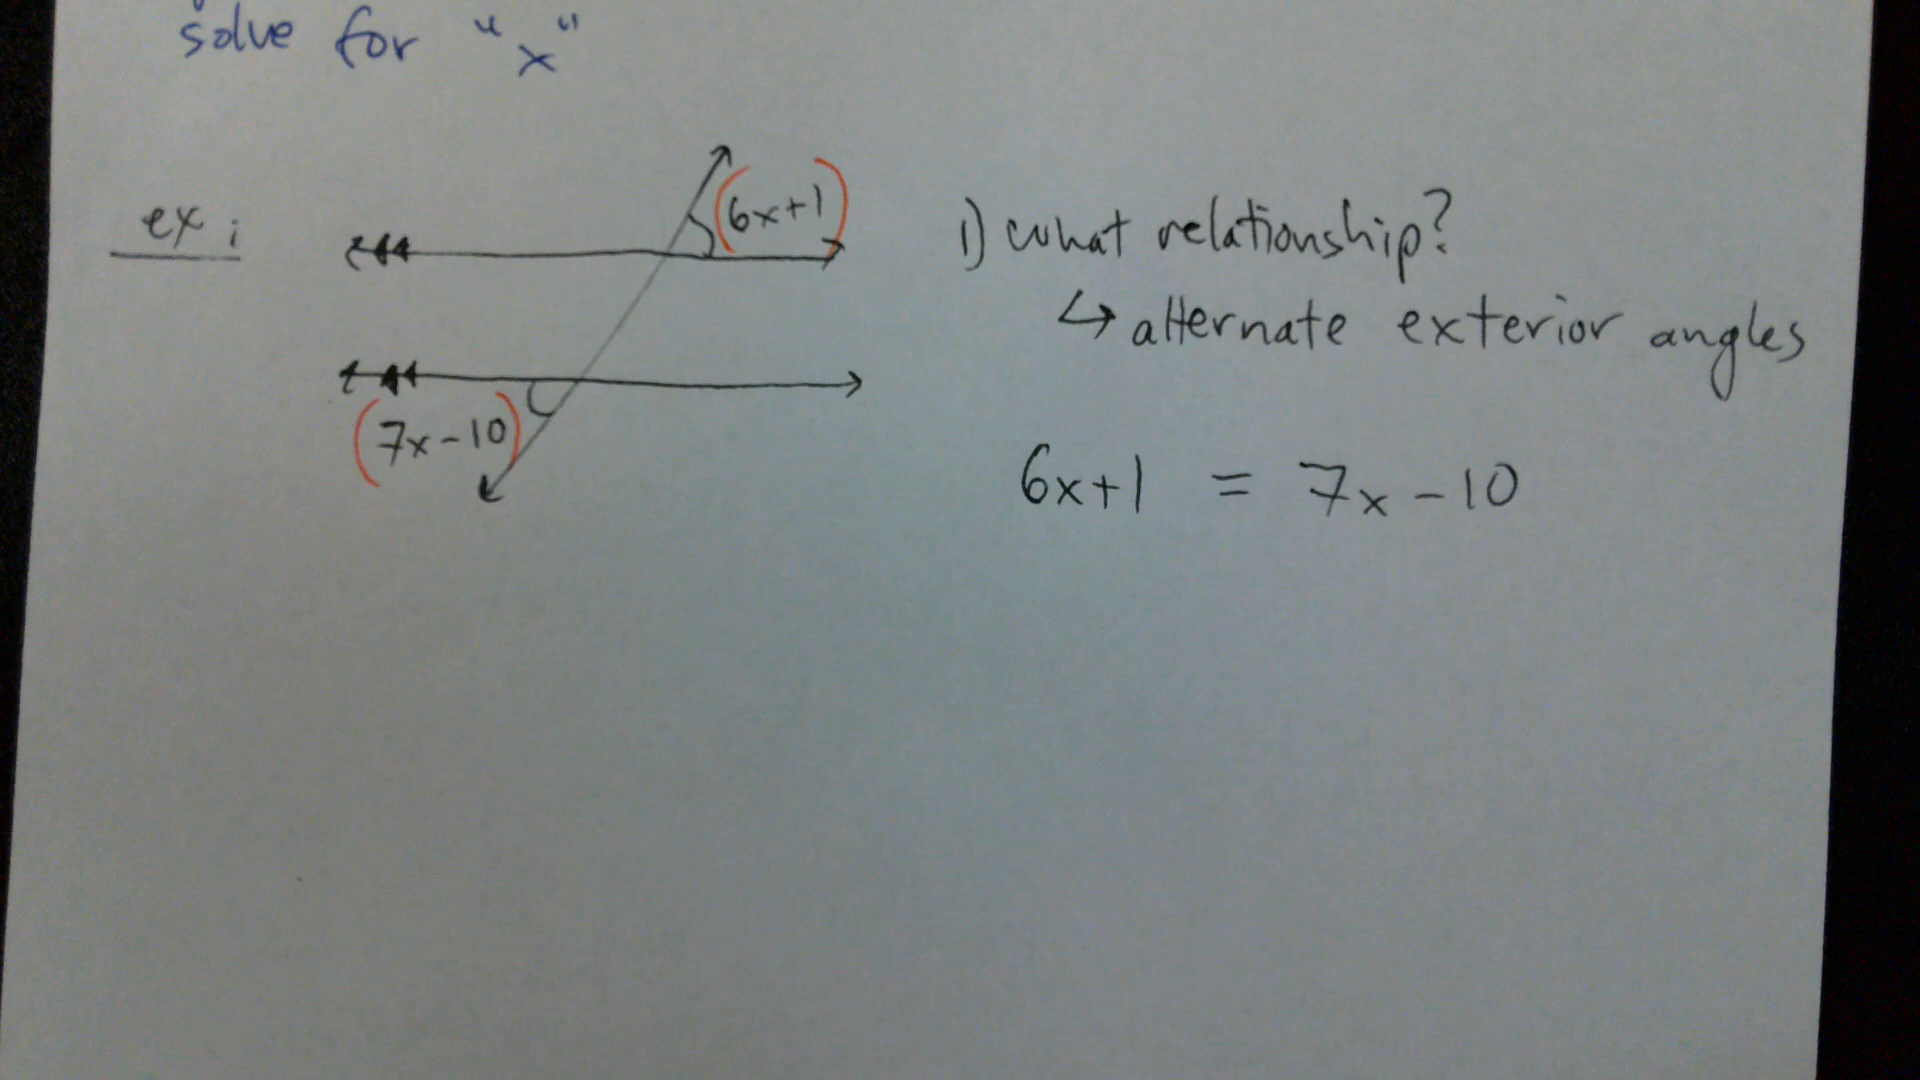 solve for "x"
ex:
(6x+1)
(7x-10)
1) what relationship?
↳ alternate exterior angles
6x+1 = 7x-10